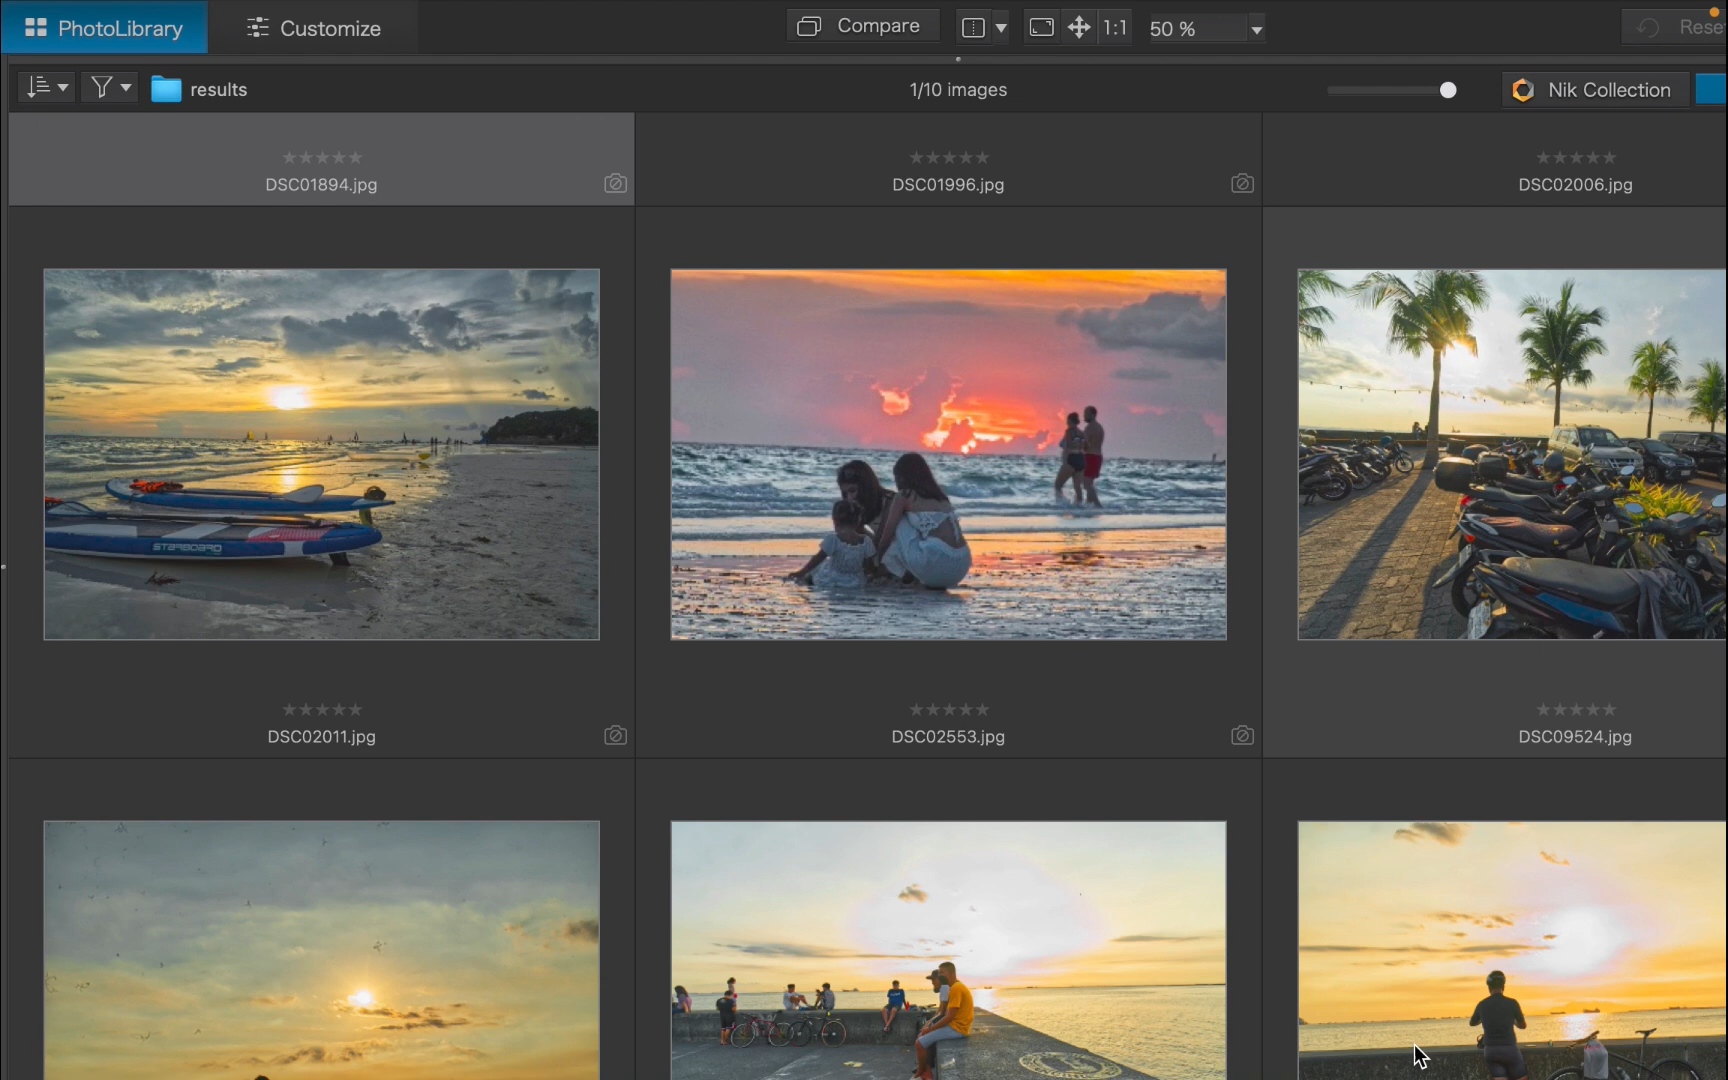 PhotoLibrary
Customize
Compare
1:1
50 %
results
1/10 images
Nik Collection
DSC01894.jpg
DSC01996.jpg
DSC02006.jpg
STARBOARD
DSC02011.jpg
DSC02553.jpg
DSC09524.jpg